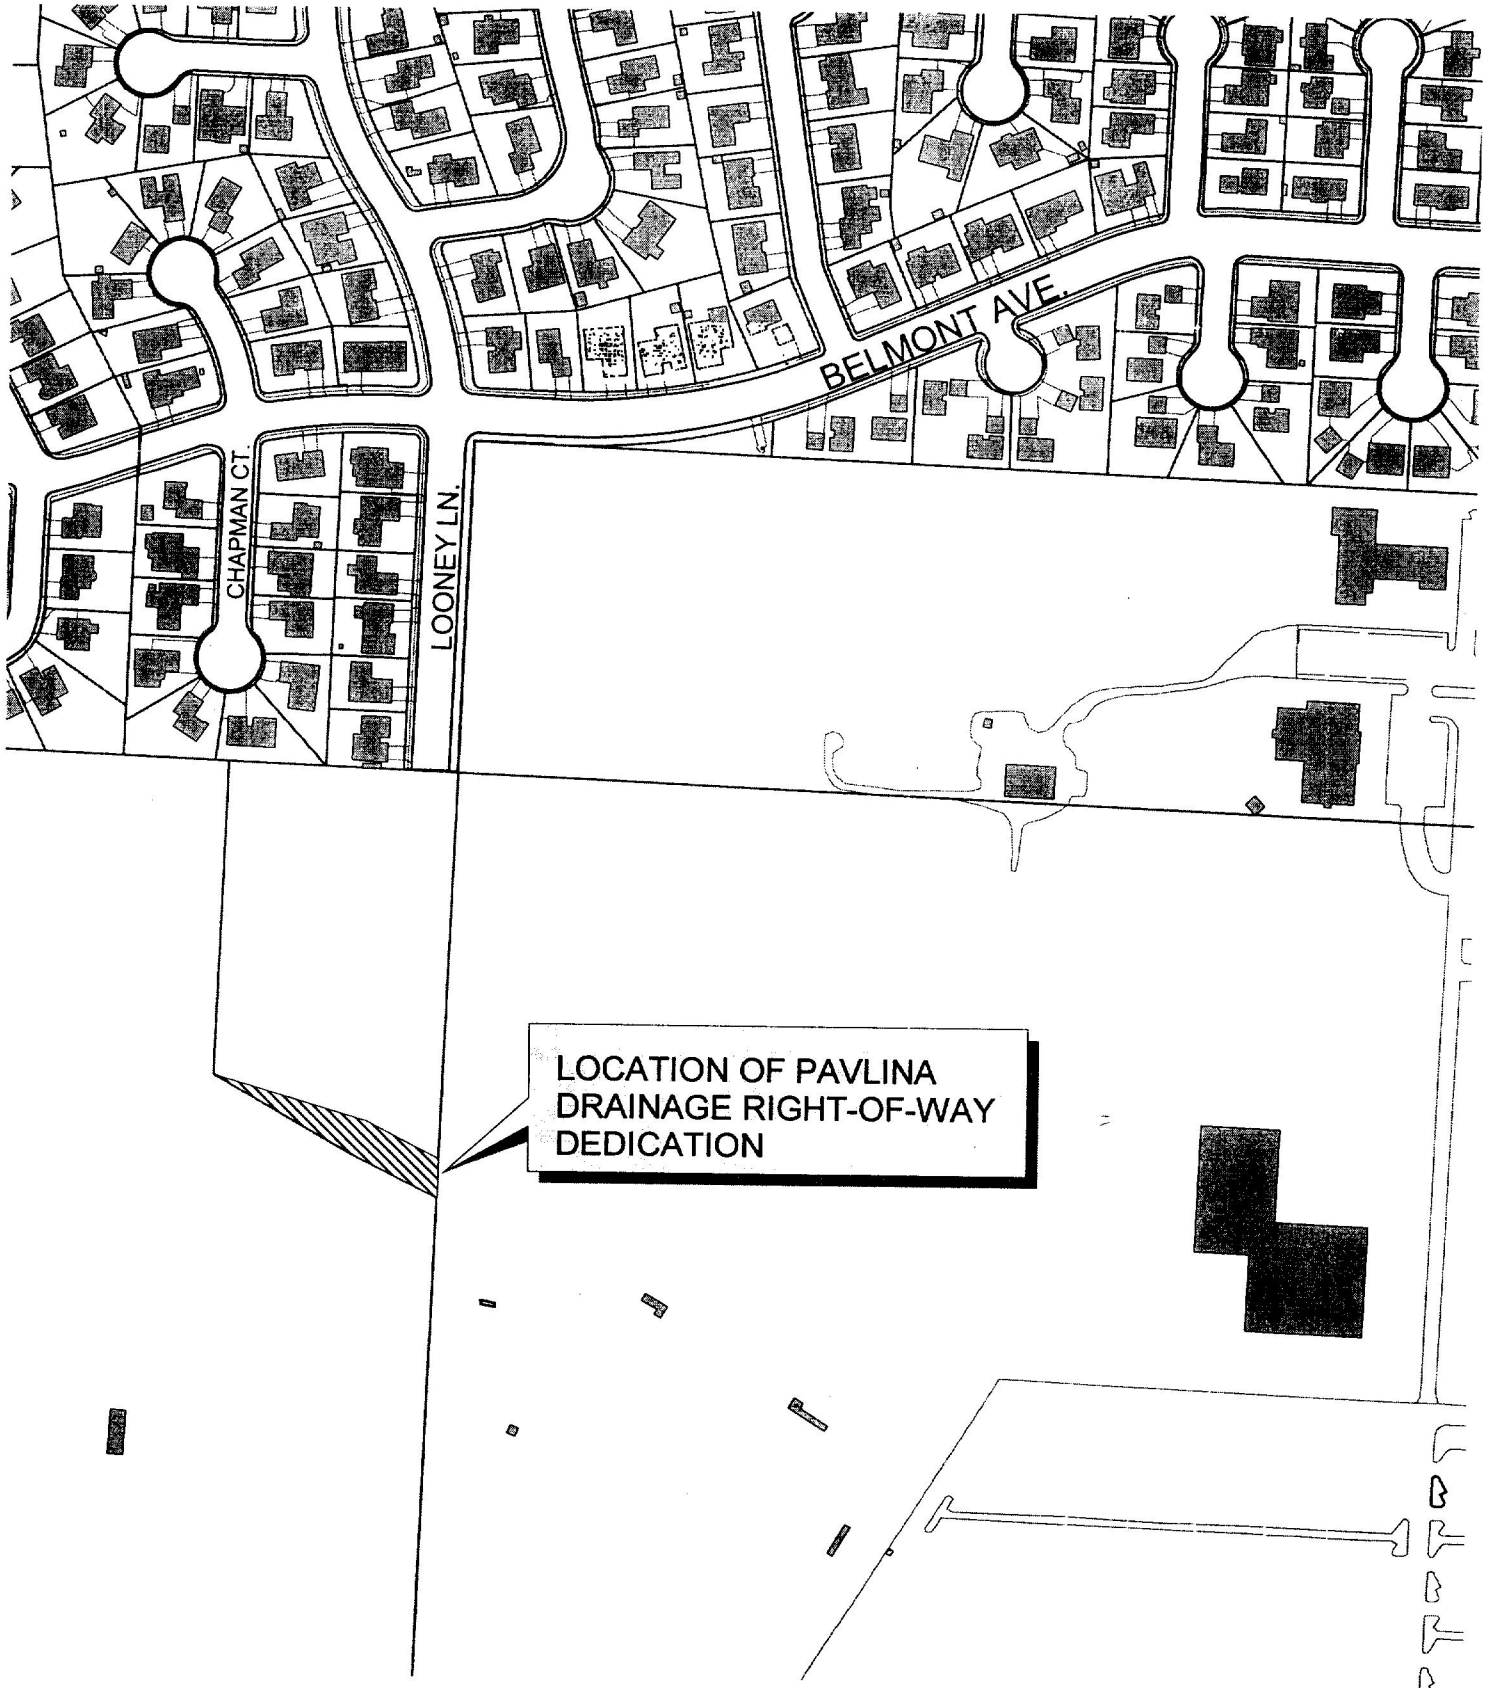 BELMONT AVE.
CHAPMAN CT.
LOONEY LN.
LOCATION OF PAVLINA
DRAINAGE RIGHT-OF-WAY
DEDICATION